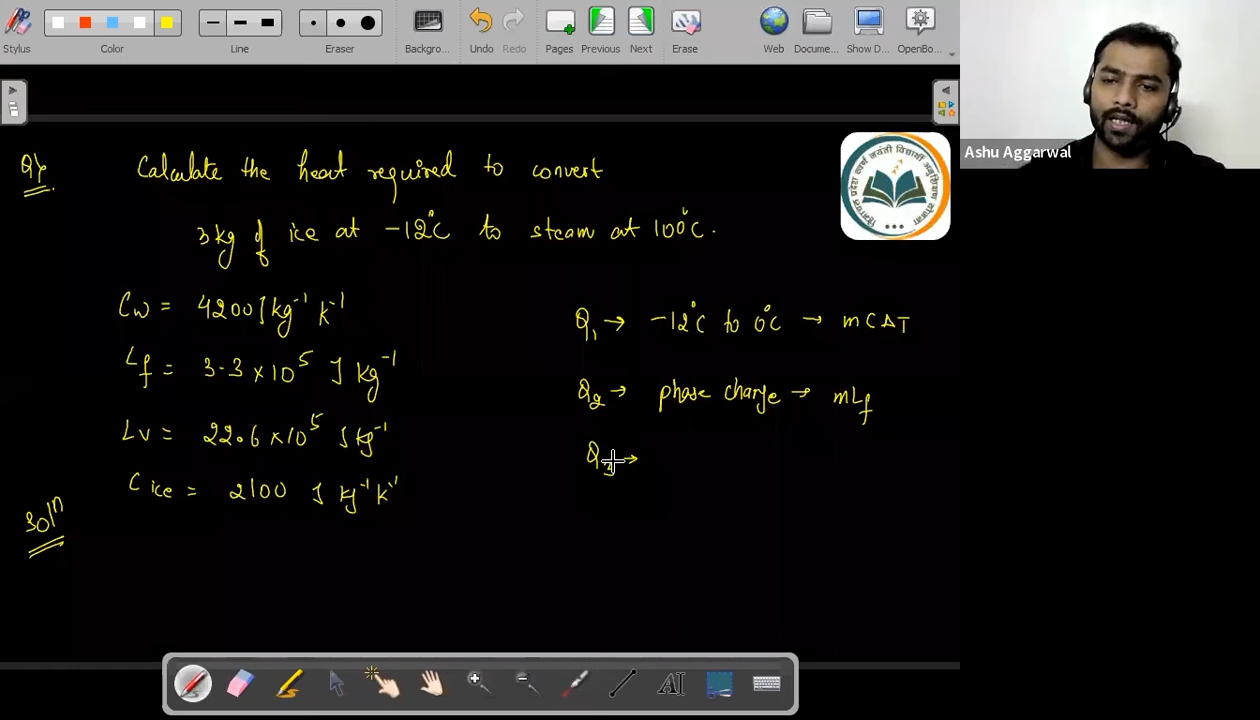 Stylus
Color
Line
Eraser
Backgro...
Undo
Redo
Pages
Previous
Next
Erase
Web
Docume...
Show D...
OpenBo...
Ashu Aggarwal
Q4 Calculate the heat required to convert
3kg of ice at -12°C to steam at 100°C.
Cw = 4200 J kg⁻¹ K⁻¹
Lf = 3.3 × 10⁵ J kg⁻¹
Lv = 22.6 × 10⁵ J kg⁻¹
C ice = 2100 J kg⁻¹ K⁻¹
Soln
Q₁ → -12°C to 0°C → mCΔT
Q₂ → phase change → mLf
Q₃ →
AI